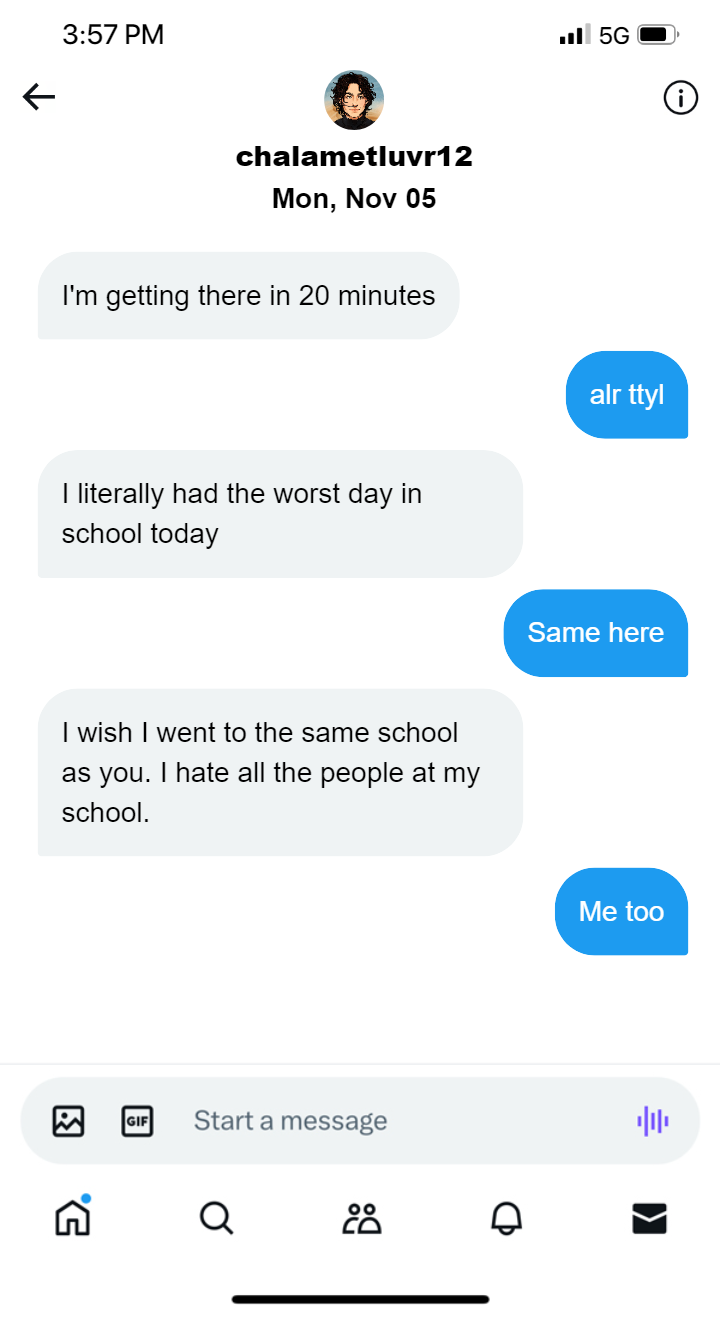 3:57 PM
5G
chalametluvr12
Mon, Nov 05
I'm getting there in 20 minutes
alr ttyl
I literally had the worst day in
school today
Same here
I wish I went to the same school
as you. I hate all the people at my
school.
Me too
GIF
Start a message